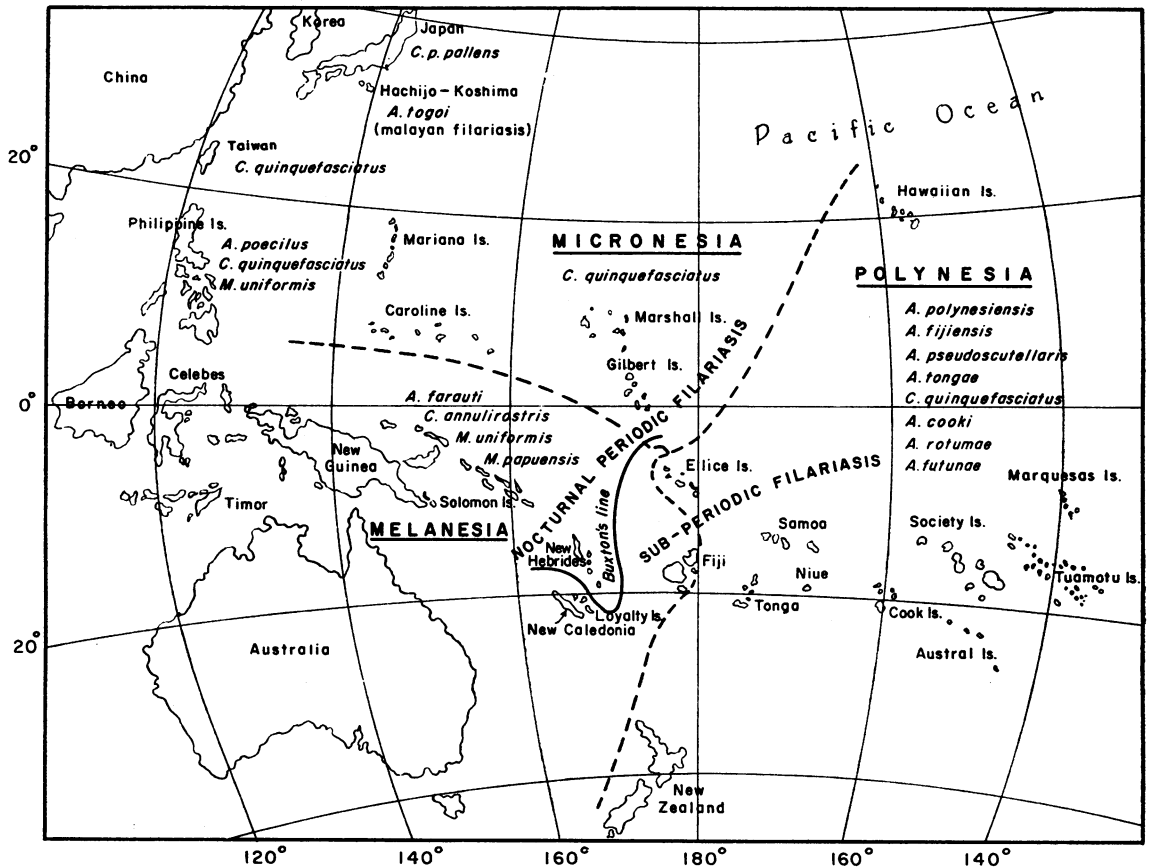 Korea
Japan
C. p. pallens
China
Hachijo-Koshima
A. togoi
(malayan filariasis)
Pacific Ocean
20°
Taiwan
C. quinquefasciatus
Hawaiian Is.
Philippine Is.
A. poecilus
C. quinquefasciatus
M. uniformis
Mariana Is.
MICRONESIA
C. quinquefasciatus
POLYNESIA
A. polynesiensis
A. fijiensis
A. pseudoscutellaris
A. tongae
C. quinquefasciatus
A. cooki
A. rotumae
A. futunae
Caroline Is.
Marshall Is.
Gilbert Is.
NOCTURNAL PERIODIC FILARIASIS
Celebes
0°
Borneo
A. farauti
C. annulirostris
M. uniformis
M. papuensis
New
Guinea
Ellice Is.
SUB-PERIODIC FILARIASIS
Marquesas Is.
Timor
Solomon Is.
MELANESIA
Buxton's line
New
Hebrides
Fiji
Samoa
Society Is.
Niue
Tuamotu Is.
Tonga
Cook Is.
Loyalty Is.
New Caledonia
Austral Is.
20°
Australia
New
Zealand
120°
140°
160°
180°
160°
140°